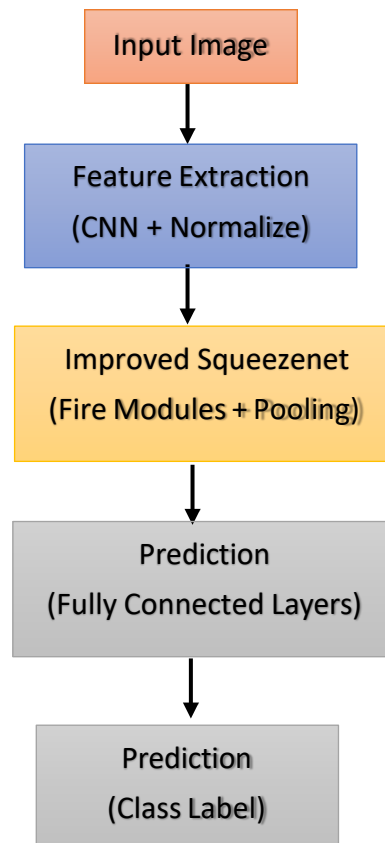 Input Image
Feature Extraction
(CNN + Normalize)
Improved Squeezenet
(Fire Modules + Pooling)
Prediction
(Fully Connected Layers)
Prediction
(Class Label)